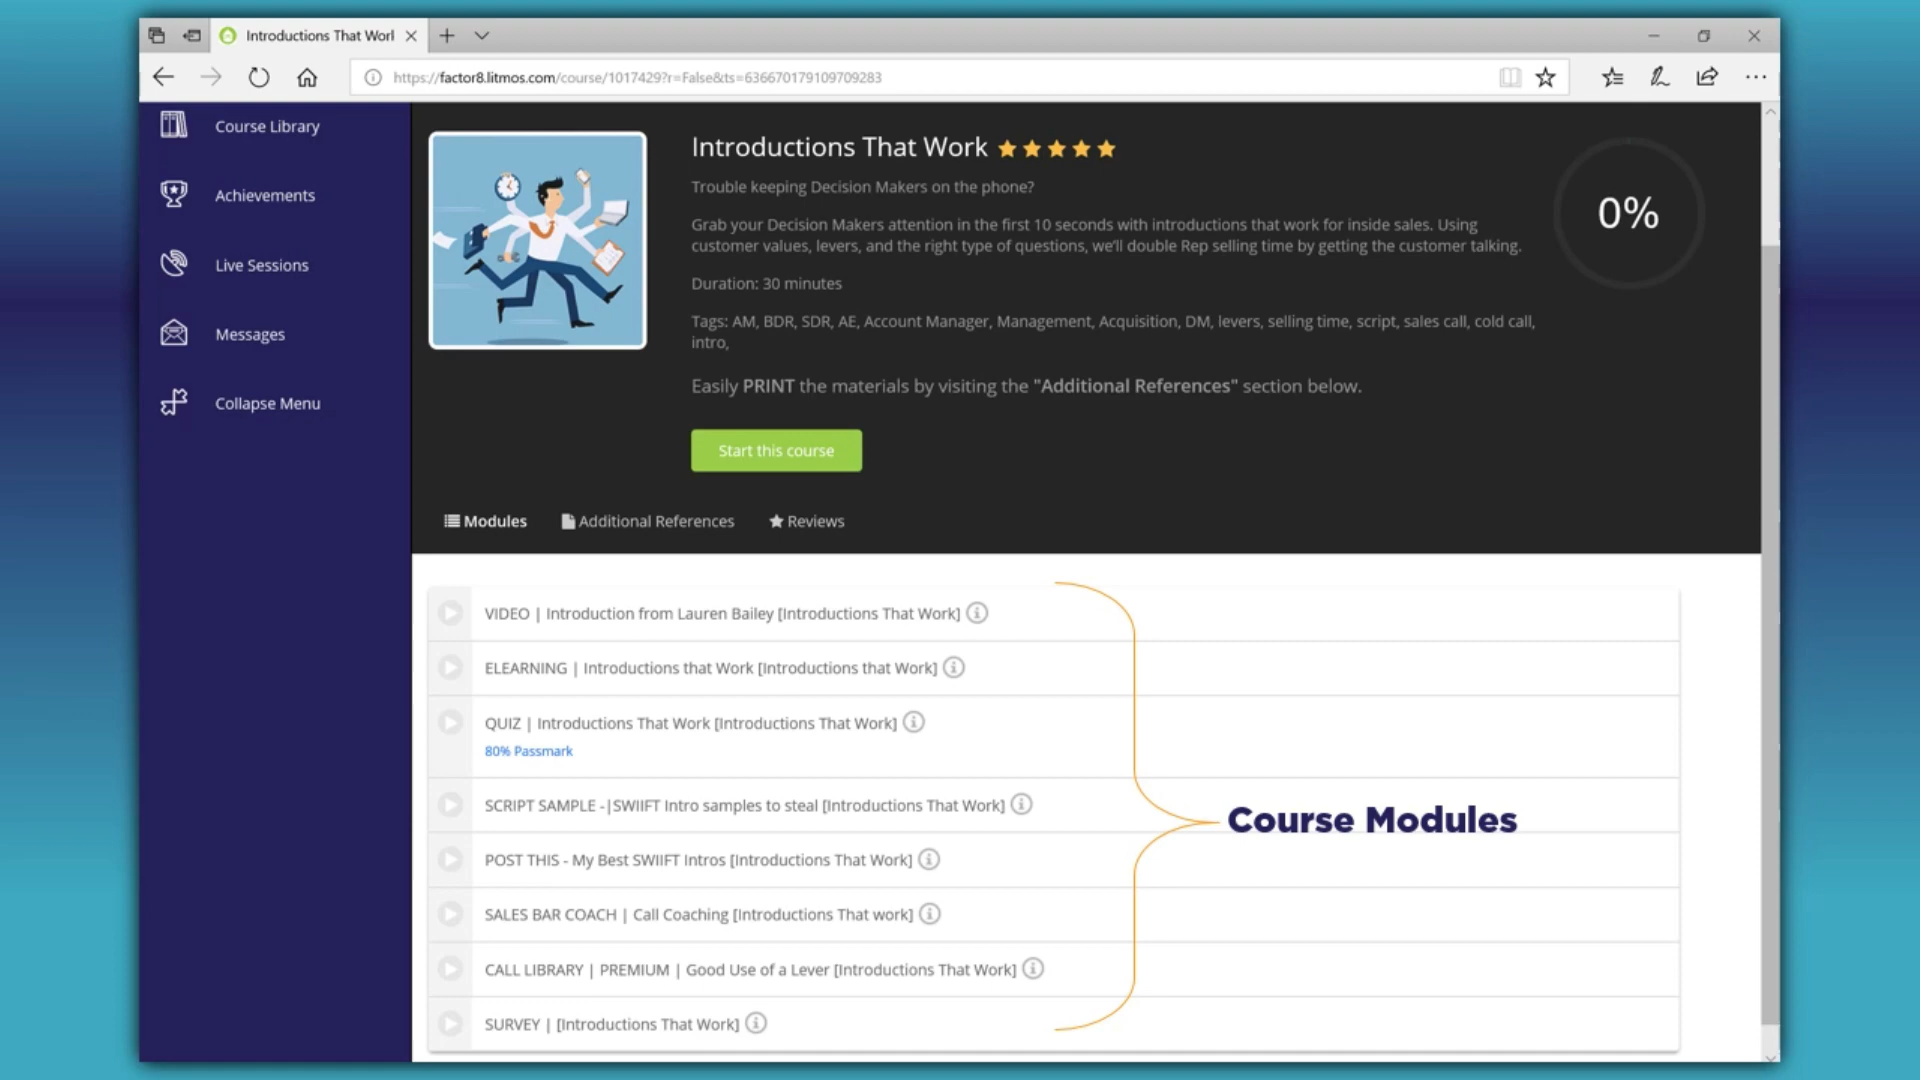 Introductions That Worl
https://factor8.litmos.com/course/1017429?r=False&ts=636670179109709283
Course Library
Achievements
Live Sessions
Messages
Collapse Menu
Introductions That Work
Trouble keeping Decision Makers on the phone?
Grab your Decision Makers attention in the first 10 seconds with introductions that work for inside sales. Using
customer values, levers, and the right type of questions, we'll double Rep selling time by getting the customer talking.
Duration: 30 minutes
Tags: AM, BDR, SDR, AE, Account Manager, Management, Acquisition, DM, levers, selling time, script, sales call, cold call,
intro,
Easily PRINT the materials by visiting the "Additional References" section below.
0%
Start this course
Modules
Additional References
Reviews
VIDEO | Introduction from Lauren Bailey [Introductions That Work]
ELEARNING | Introductions that Work [Introductions that Work]
QUIZ | Introductions That Work [Introductions That Work]
80% Passmark
SCRIPT SAMPLE -|SWIIFT Intro samples to steal [Introductions That Work]
POST THIS - My Best SWIIFT Intros [Introductions That Work]
SALES BAR COACH | Call Coaching [Introductions That work]
CALL LIBRARY | PREMIUM | Good Use of a Lever [Introductions That Work]
SURVEY | [Introductions That Work]
Course Modules